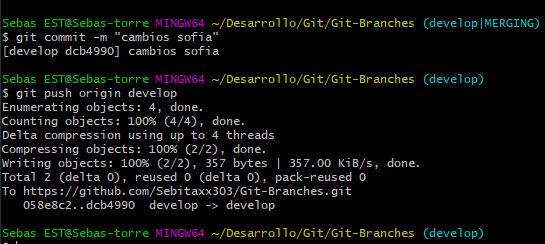 Sebas EST@Sebas-torre MINGW64 ~/Desarrollo/Git/Git-Branches (develop|MERGING)
$ git commit -m "cambios sofia"
[develop dcb4990] cambios sofia
Sebas EST@Sebas-torre MINGW64 ~/Desarrollo/Git/Git-Branches (develop)
$ git push origin develop
Enumerating objects: 4, done.
Counting objects: 100% (4/4), done.
Delta compression using up to 4 threads
Compressing objects: 100% (2/2), done.
Writing objects: 100% (2/2), 357 bytes | 357.00 KiB/s, done.
Total 2 (delta 0), reused 0 (delta 0), pack-reused 0
To https://github.com/Sebitaxx303/Git-Branches.git
   058e8c2..dcb4990  develop -> develop
Sebas EST@Sebas-torre MINGW64 ~/Desarrollo/Git/Git-Branches (develop)
$